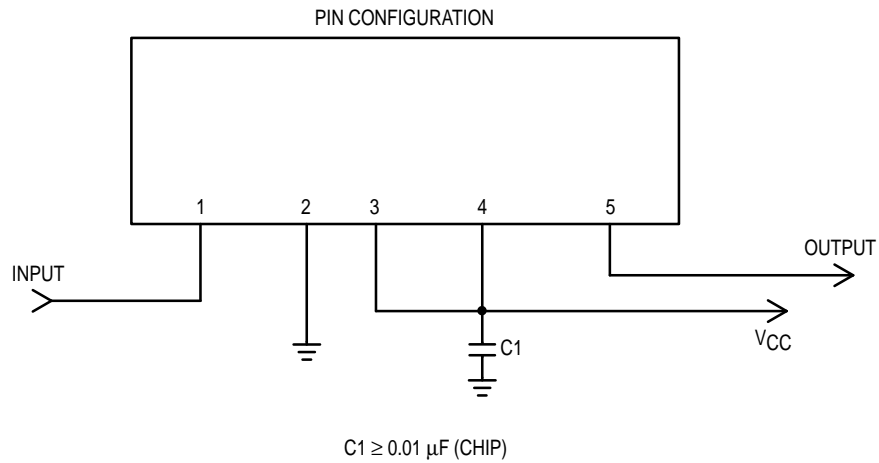 PIN CONFIGURATION
1 2 3 4 5
INPUT
OUTPUT
VCC
C1
C1 ≥ 0.01 μF (CHIP)